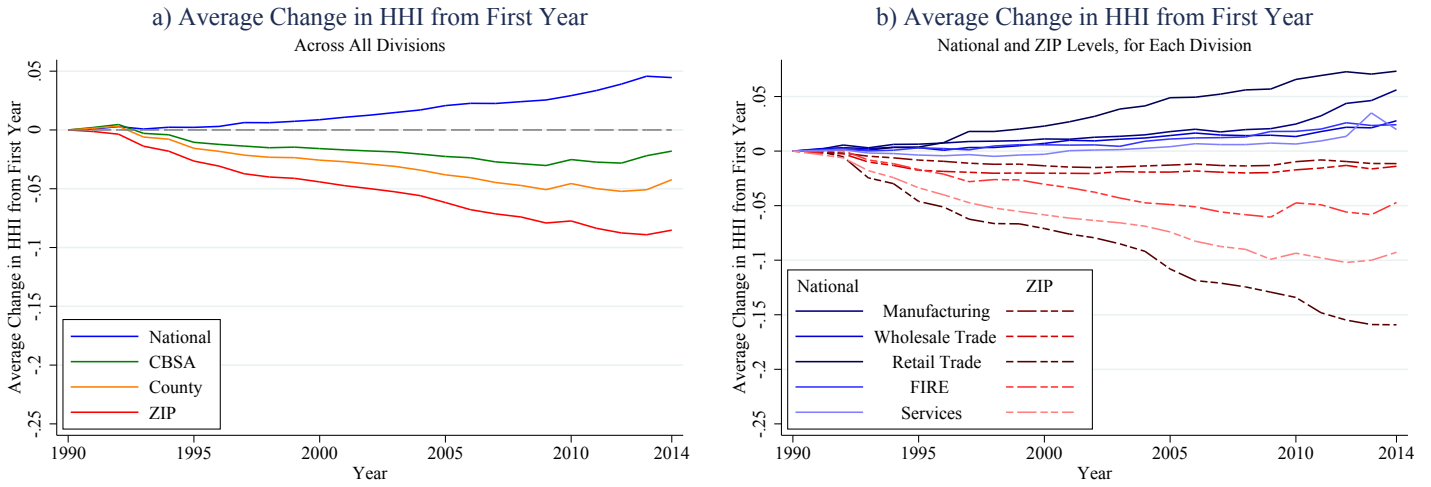 a) Average Change in HHI from First Year
Across All Divisions
Average Change in HHI from First Year
.05
0
-.05
-.1
-.15
-.2
-.25
National
CBSA
County
ZIP
1990
1995
2000
2005
2010
2014
Year
b) Average Change in HHI from First Year
National and ZIP Levels, for Each Division
Average Change in HHI from First Year
.05
0
-.05
-.1
-.15
-.2
-.25
National ZIP
Manufacturing
Wholesale Trade
Retail Trade
FIRE
Services
1990
1995
2000
2005
2010
2014
Year